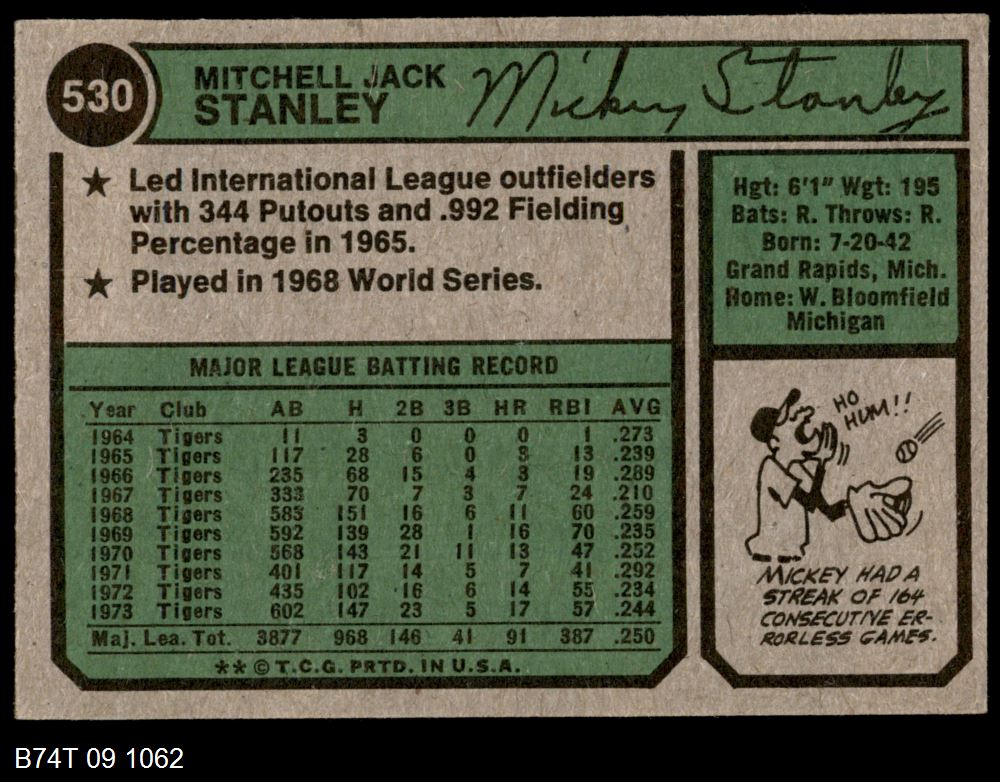 530
MITCHELL JACK
STANLEY
Mickey Stanley
★ Led International League outfielders
with 344 Putouts and .992 Fielding
Percentage in 1965.
★ Played in 1968 World Series.
Hgt: 6'1" Wgt: 195
Bats: R. Throws: R.
Born: 7-20-42
Grand Rapids, Mich.
Home: W. Bloomfield
Michigan
MAJOR LEAGUE BATTING RECORD
Year Club AB H 2B 3B HR RBI AVG
1964 Tigers 11 3 0 0 0 1 .273
1965 Tigers 117 28 6 0 3 13 .239
1966 Tigers 235 68 15 4 3 19 .289
1967 Tigers 333 70 7 3 7 24 .210
1968 Tigers 583 151 16 6 11 60 .259
1969 Tigers 592 139 28 1 16 70 .235
1970 Tigers 568 143 21 11 13 47 .252
1971 Tigers 401 117 14 5 7 41 .292
1972 Tigers 435 102 16 6 14 55 .234
1973 Tigers 602 147 23 5 17 57 .244
Maj. Lea. Tot. 3877 968 146 41 91 387 .250
** © T.C.G. PRTD. IN U.S.A.
HO
HUM!!
MICKEY HAD A
STREAK OF 164
CONSECUTIVE ER-
RORLESS GAMES.
B74T 09 1062